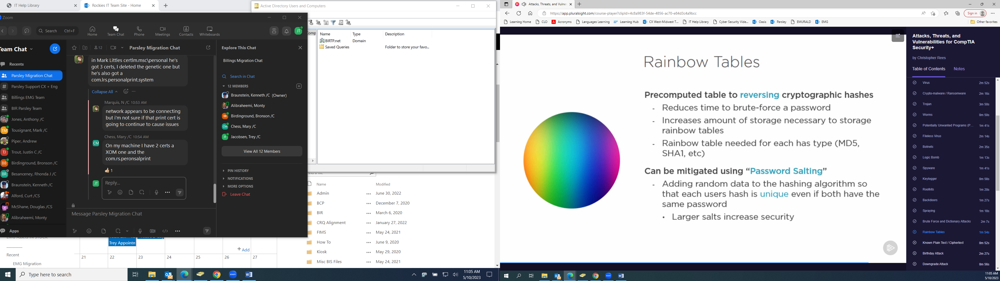 IT Help Library
Rockies IT Team Site - Home
Zoom
Search Ctrl+F
Home
Team Chat
Phone
Meetings
Contacts
Whiteboards
JT
Team Chat
Recents
Parsley Migration Chat
Parsley Support CX + Eng
Billings EMG Team
BIR Parsley Team
Jones, Anthony /C
TM Tousignant, Mark /C
Piper, Andrew
TJ Trout, Justin C /C
BB Birdinground, Bronson /C
BR Besanceney, Rhonda J /C
Braunstein, Kenneth /C
Alford, Curt /CS
McShane, Douglas /CS
Alibraheemi, Monty
Apps
12
Parsley Migration Chat
in Mark Littles certlm.msc\personal he's
got 3 certs, I deleted the genetic one but
he's also got a
com.lrs.personalprint.system
Collapse All
Marquis, N /C 10:53 AM
network appears to be connecting
but i'm not sure if that print cert is
going to continue to cause issues
Chess, Mary /C 10:54 AM
CM
On my machine I have 2 certs a
XOM one and the
com.rs.peronsalprint
1
JT
Reply...
Message Parsley Migration Chat
Explore This Chat
Billings Migration Chat
Search in Chat
12 MEMBERS
Braunstein, Kenneth /C (Owner)
Alibraheemi, Monty
BB Birdinground, Bronson /C
CM Chess, Mary /C
JT Jacobsen, Trey /C
View All 12 Members
PIN HISTORY
NOTIFICATIONS
MORE OPTIONS
Leave Chat
Active Directory Users and Computers
Name Type Description
BIRTP.net Domain
Saved Queries Folder to store your favo...
Name Modified
Admin June 30, 2022
BCP December 7, 2020
BIR March 6, 2020
CRQ Alignment January 27, 2022
FIMS May 24, 2021
How To June 9, 2020
Kiosk May 29, 2020
Misc BIS Files May 24, 2021
Trey Appointm
Add
21 22 23 24 25 26 27
Recent
EMG Migration
Type here to search
11:05 AM
5/10/2023
Attacks, Threats, and Vulner
https://app.pluralsight.com/course-player?clipId=4c8a983f-54de-4856-ac70-e84d3c4a9bcc
Sign in
Learning Home
CLO
Acronyms
Languages Learning
Learning Hub
CX West-Midwest T...
IT Help Library
Cyber Security Vide...
Oasis
Parsley
EMURALD
EMG
Other favorites
Rainbow Tables
Precomputed table to reversing cryptographic hashes
- Reduces time to brute-force a password
- Increases amount of storage necessary to storage
rainbow tables
- Rainbow table needed for each has type (MD5,
SHA1, etc)
Can be mitigated using “Password Salting”
- Adding random data to the hashing algorithm so
that each users hash is unique even if both have the
same password
• Larger salts increase security
Attacks, Threats, and
Vulnerabilities for CompTIA
Security+
by Christopher Rees
Table of Contents Notes
Virus 2m 52s
Crypto-malware / Ransomware 2m 16s
Trojan 3m 50s
Worms 0m 50s
Potentially Unwanted Programs (P... 1m 41s
Fileless Virus 2m 14s
Botnets 2m 35s
Logic Bomb 1m 13s
Spyware 1m 41s
Keylogger 0m 58s
Rootkits 1m 20s
Backdoors 1m 27s
Spraying 1m 18s
Brute Force and Dictionary Attacks 2m 7s
Rainbow Tables 1m 54s
Known Plain Text / Ciphertext 0m 52s
Birthday Attack 2m 27s
Downgrade Attack 0m 56s
11:05 AM
5/10/2023